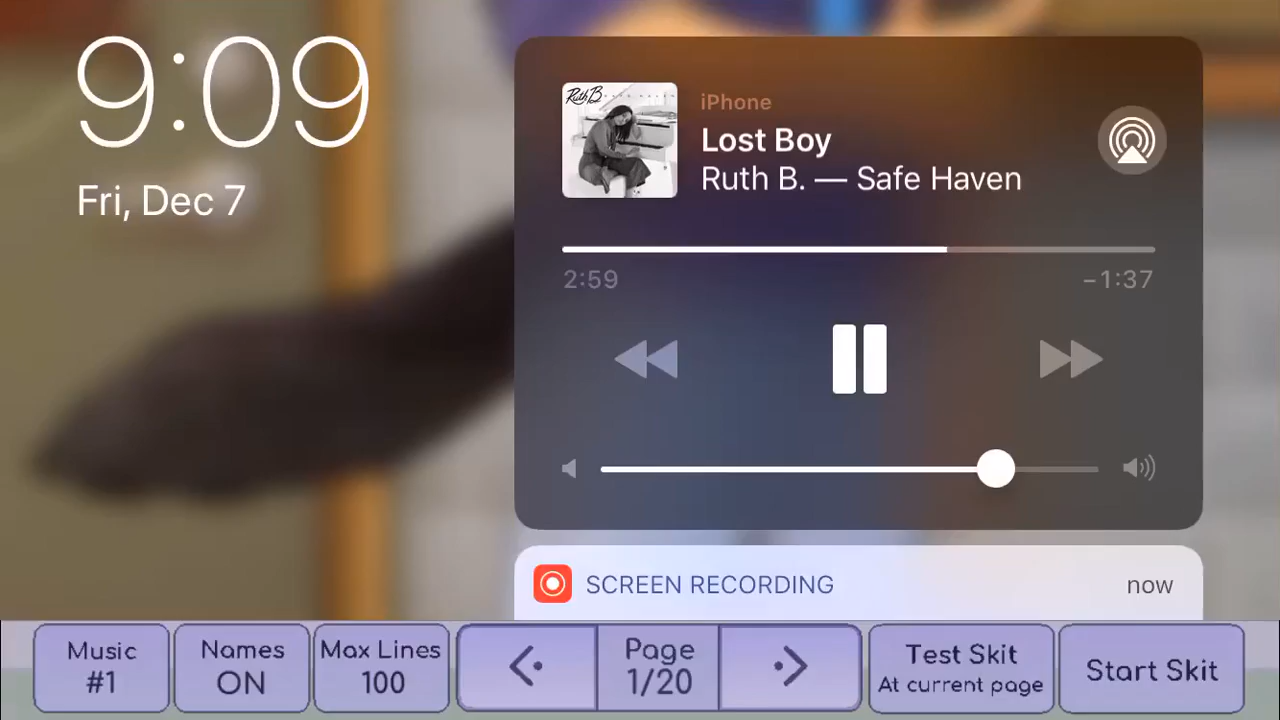 9:09
Fri, Dec 7
Ruth B
iPhone
Lost Boy
Ruth B. — Safe Haven
2:59
−1:37
SCREEN RECORDING
now
Music
#1
Names
ON
Max Lines
100
Page
1/20
Test Skit
At current page
Start Skit